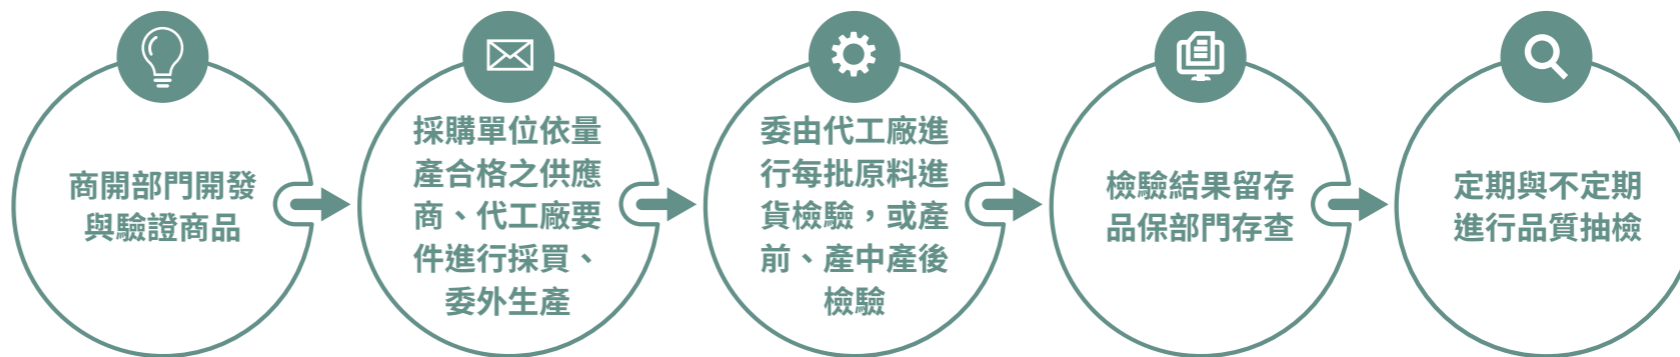 商開部門開發
與驗證商品
採購單位依量
產合格之供應
商、代工廠要
件進行採買、
委外生產
委由代工廠進
行每批原料進
貨檢驗，或產
前、產中產後
檢驗
檢驗結果留存
品保部門存查
定期與不定期
進行品質抽檢